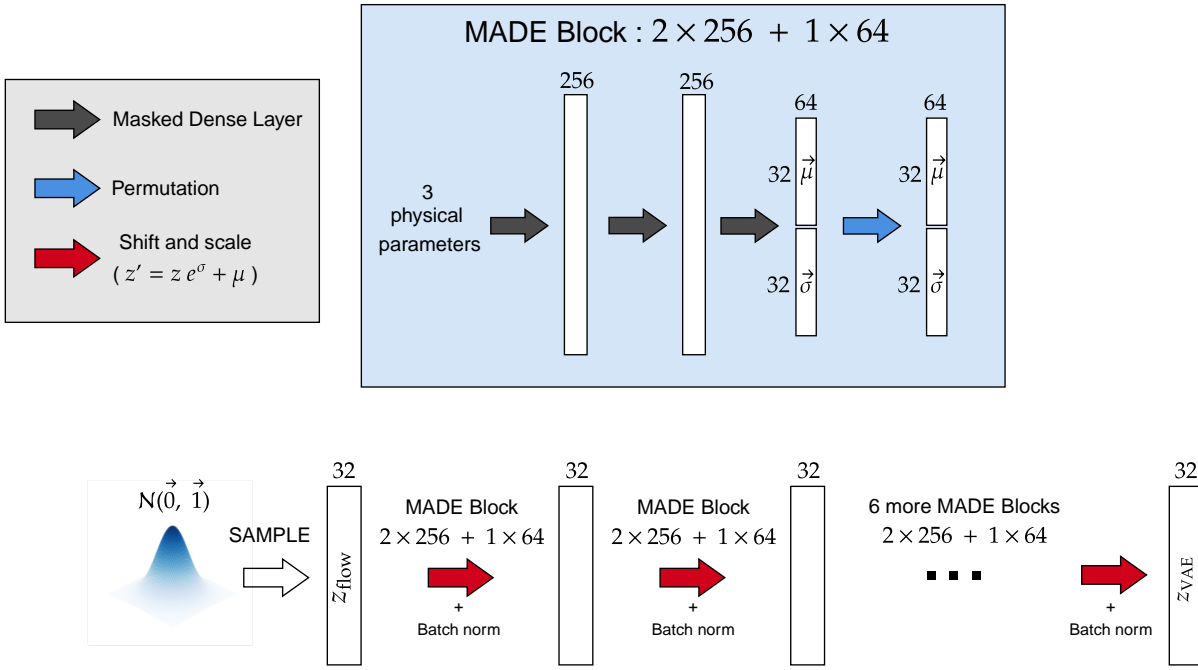 MADE Block : 2 × 256 + 1 × 64
Masked Dense Layer
Permutation
Shift and scale
( z′ = z e^σ + μ )
256
256
64
64
3
physical
parameters
32 μ⃗
32 μ⃗
32 σ⃗
32 σ⃗
32
32
32
32
N(0⃗, 1⃗)
SAMPLE
z_flow
MADE Block
2 × 256 + 1 × 64
+
Batch norm
MADE Block
2 × 256 + 1 × 64
+
Batch norm
6 more MADE Blocks
2 × 256 + 1 × 64
+
Batch norm
z_VAE